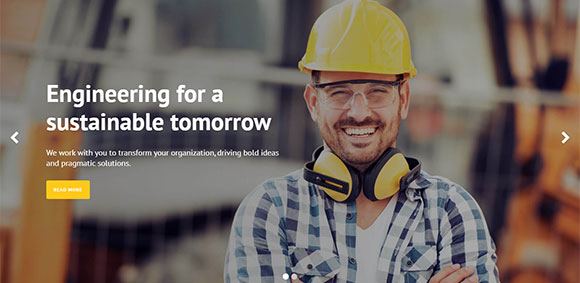 Engineering for a
sustainable tomorrow
We work with you to transform your organization, driving bold ideas
and pragmatic solutions.
READ MORE